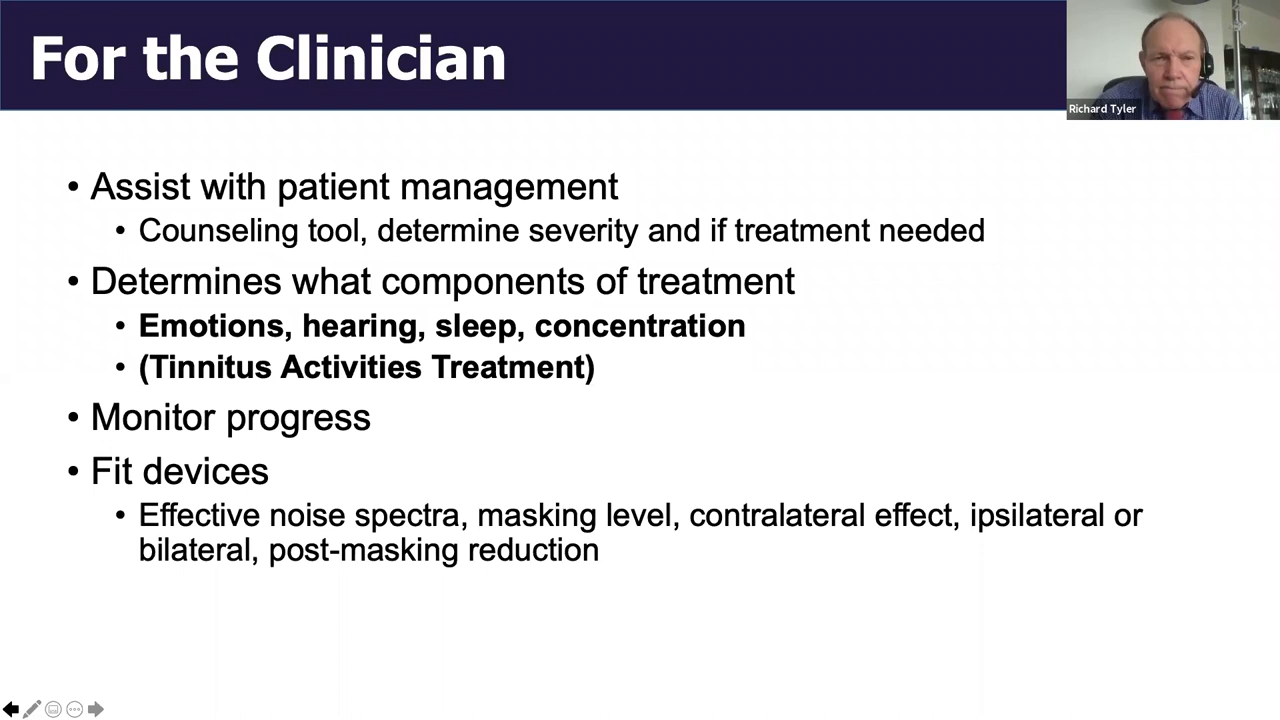 For the Clinician
Richard Tyler
• Assist with patient management
• Counseling tool, determine severity and if treatment needed
• Determines what components of treatment
• Emotions, hearing, sleep, concentration
• (Tinnitus Activities Treatment)
• Monitor progress
• Fit devices
• Effective noise spectra, masking level, contralateral effect, ipsilateral or
bilateral, post-masking reduction